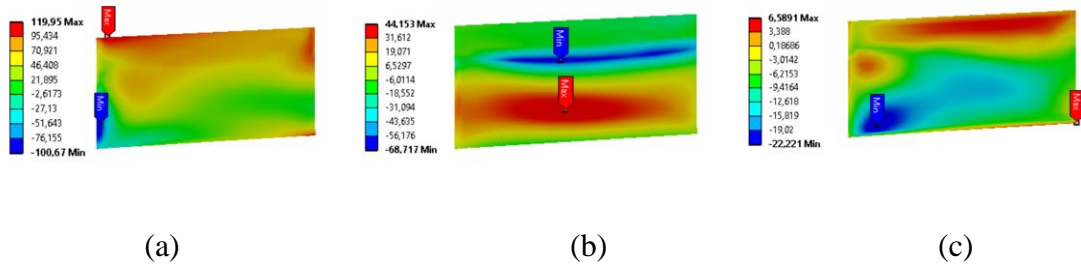 119,95 Max
95,434
70,921
46,408
21,895
-2,6173
-27,13
-51,643
-76,155
-100,67 Min
Max
Min
44,153 Max
31,612
19,071
6,5297
-6,0114
-18,552
-31,094
-43,635
-56,176
-68,717 Min
Min
Max
6,5891 Max
3,388
0,18686
-3,0142
-6,2153
-9,4164
-12,618
-15,819
-19,02
-22,221 Min
Min
Max
(a)
(b)
(c)